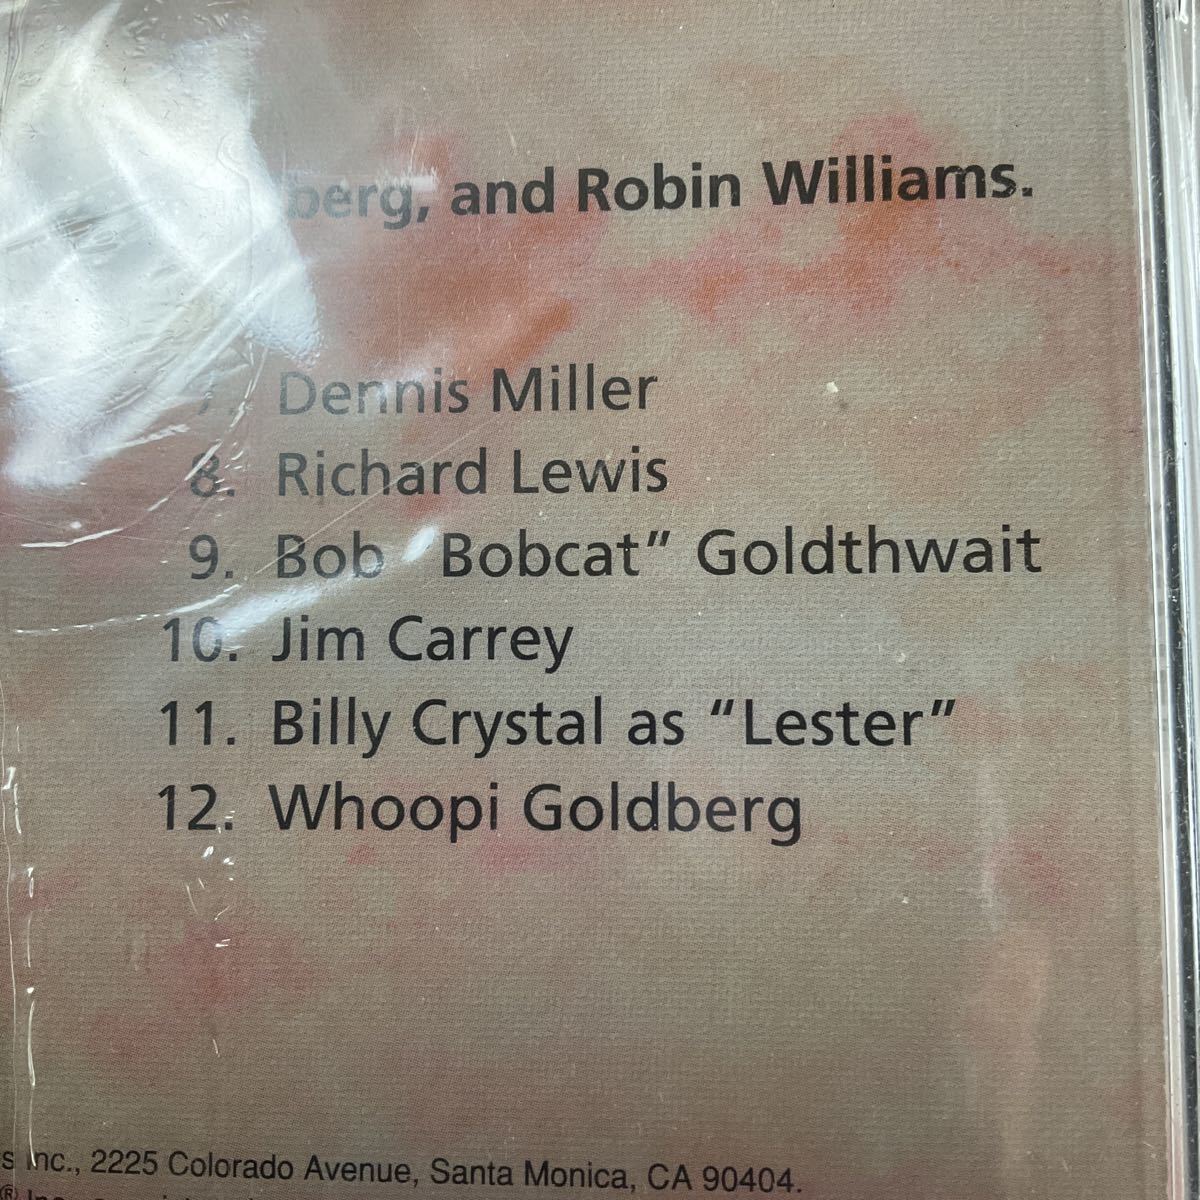 berg, and Robin Williams.
7. Dennis Miller
8. Richard Lewis
9. Bob "Bobcat" Goldthwait
10. Jim Carrey
11. Billy Crystal as "Lester"
12. Whoopi Goldberg
s Inc., 2225 Colorado Avenue, Santa Monica, CA 90404.